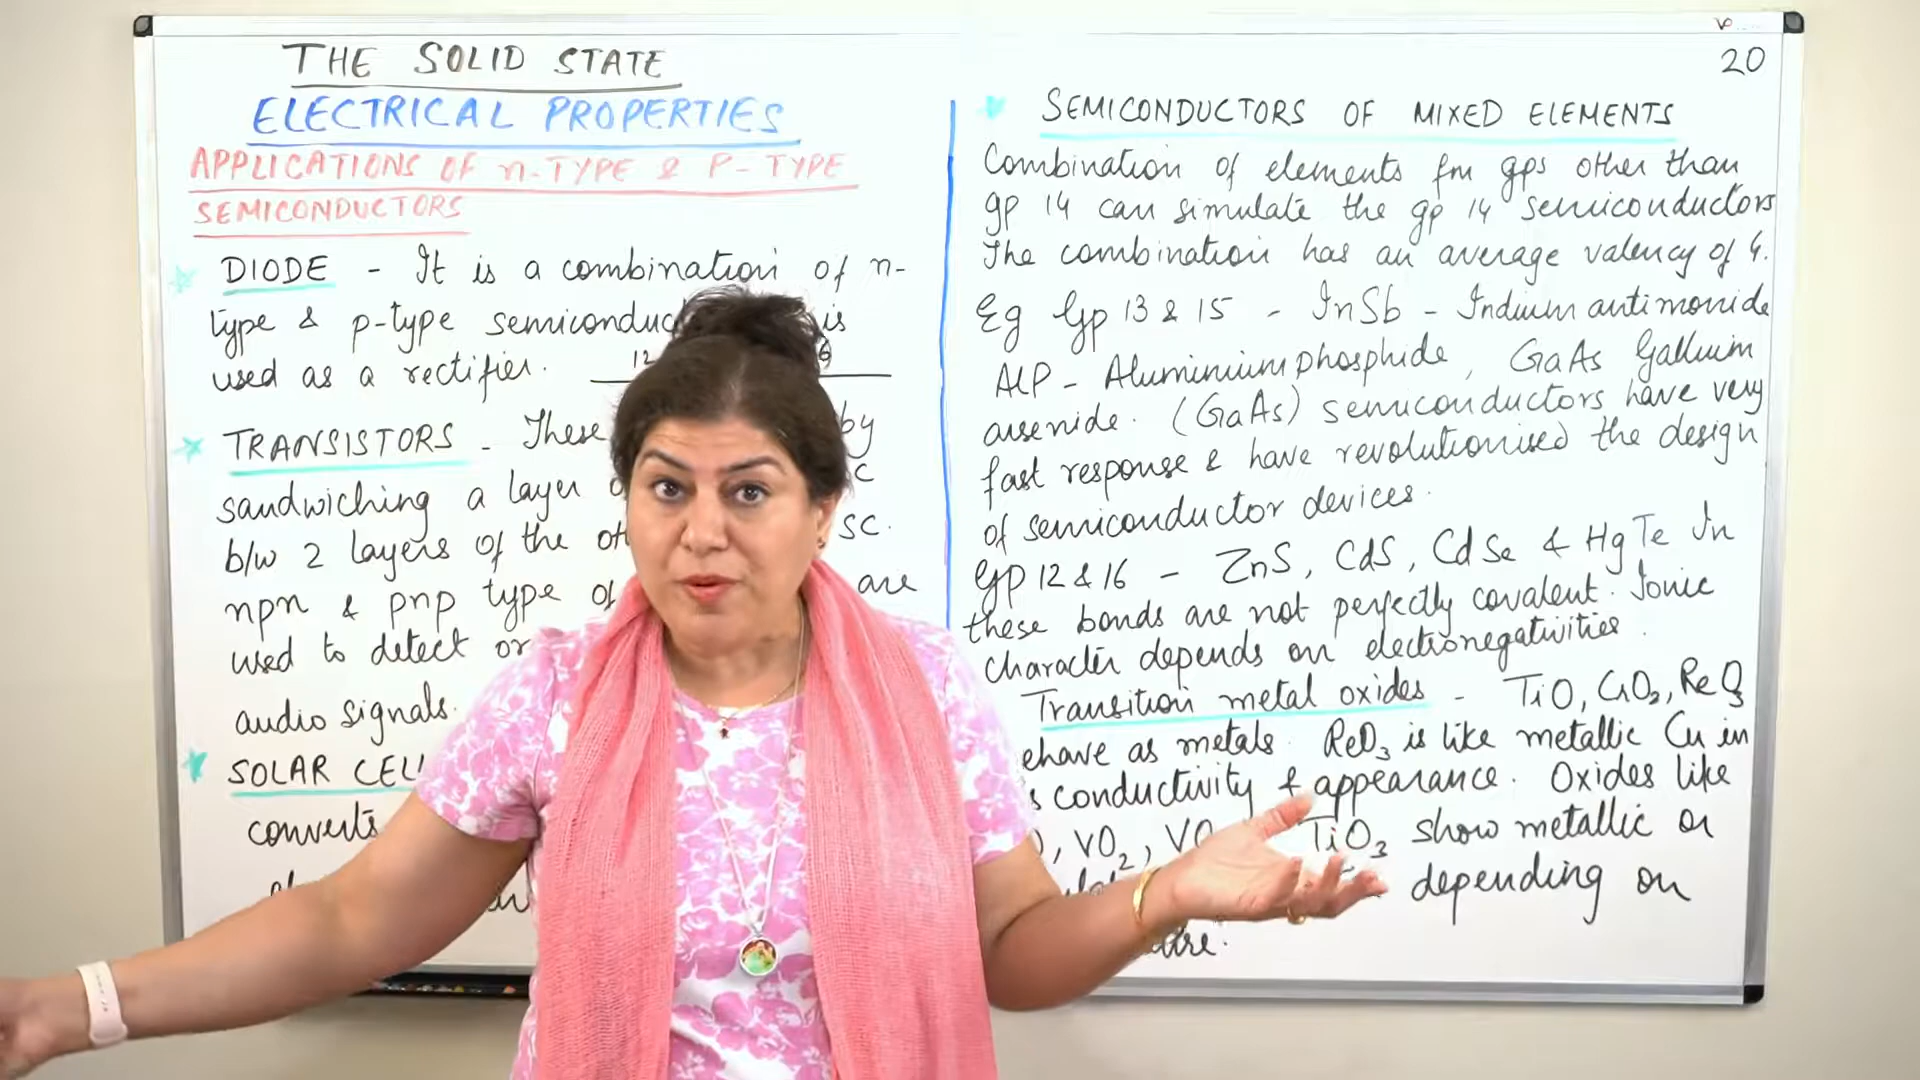 THE SOLID STATE
ELECTRICAL PROPERTIES
APPLICATIONS OF n-TYPE & P-TYPE
SEMICONDUCTORS
DIODE - It is a combination of n-
type & p-type is
used as a rectifier.
TRANSISTORS - These by
sandwiching a layer
b/w 2 layers of the SC.
npn & pnp type of are
used to detect or
audio signals.
SOLAR
converts
20
SEMICONDUCTORS OF MIXED ELEMENTS
Combination of elements fm gps other than
gp 14 can simulate the gp 14 semiconductors
The combination has an average valency of 4.
Eg Gp 13 & 15 - InSb - Indium antimonide
AlP - Aluminium phosphide, GaAs Gallium
arsenide. (GaAs) semiconductors have very
fast response & have revolutionised the design
of semiconductor devices.
Gp 12 & 16 - ZnS, CdS, CdSe & HgTe In
these bonds are not perfectly covalent. Ionic
character depends on electronegativities.
Transition metal oxides - TiO, CrO2, ReO3
ehave as metals. ReO3 is like metallic Cu in
s conductivity & appearance. Oxides like
, VO2, TiO3 show metallic or
depending on